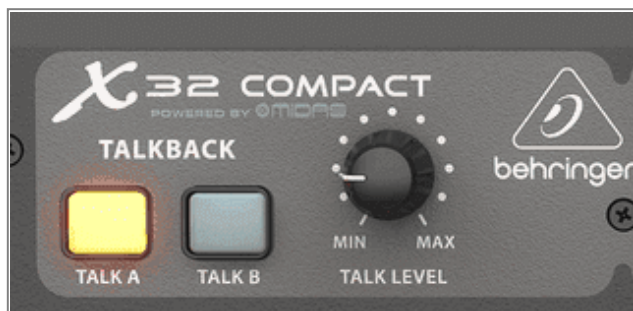 X32 COMPACT
POWERED BY MIDAS
TALKBACK
behringer
MIN MAX
TALK A TALK B TALK LEVEL